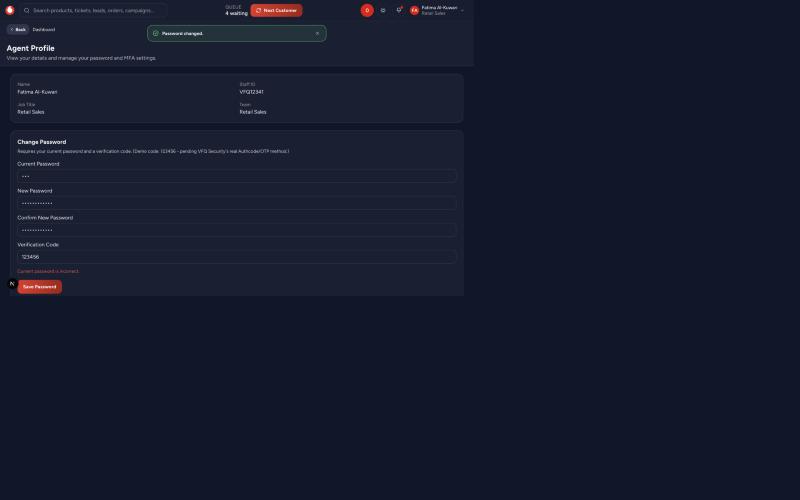 Search products, tickets, leads, orders, campaigns...
QUEUE
4 waiting
Next Customer
0
FA
Fatima Al-Kuwari
Retail Sales
Back
Dashboard
Password changed.
Agent Profile
View your details and manage your password and MFA settings.
Name
Fatima Al-Kuwari
Staff ID
VFQ12341
Job Title
Retail Sales
Team
Retail Sales
Change Password
Requires your current password and a verification code. (Demo code: 123456 - pending VFQ Security's real Authcode/OTP method.)
Current Password
•••
New Password
••••••••••••
Confirm New Password
••••••••••••
Verification Code
123456
Current password is incorrect.
N
Save Password